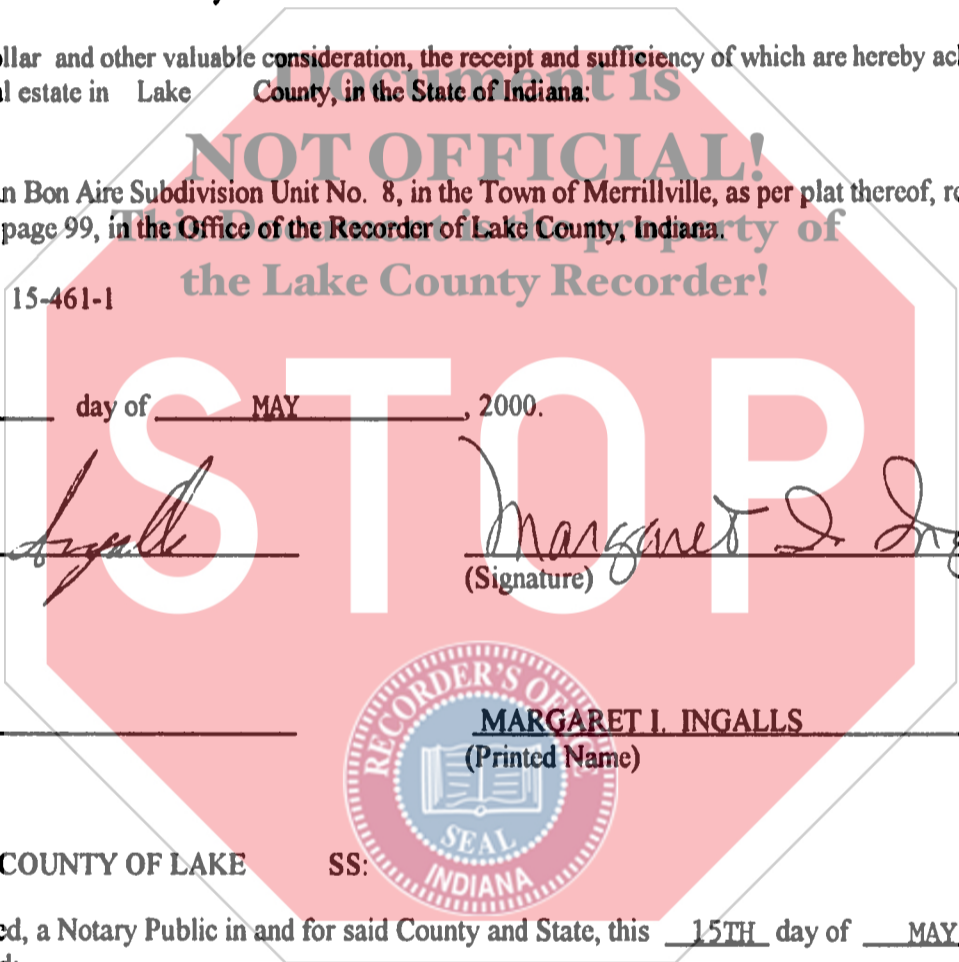 ollar and other valuable consideration, the receipt and sufficiency of which are hereby ack
l estate in Lake County, in the State of Indiana:
Document is
NOT OFFICIAL!
n Bon Aire Subdivision Unit No. 8, in the Town of Merrillville, as per plat thereof, re
This Document is the property of
page 99, in the Office of the Recorder of Lake County, Indiana.
the Lake County Recorder!
15-461-1
STOP
day of MAY, 2000.
Ingalls Margaret I. Ing
(Signature)
RECORDER'S OFFICE
MARGARET I. INGALLS
(Printed Name)
SEAL
INDIANA
COUNTY OF LAKE SS:
ed, a Notary Public in and for said County and State, this 15TH day of MAY